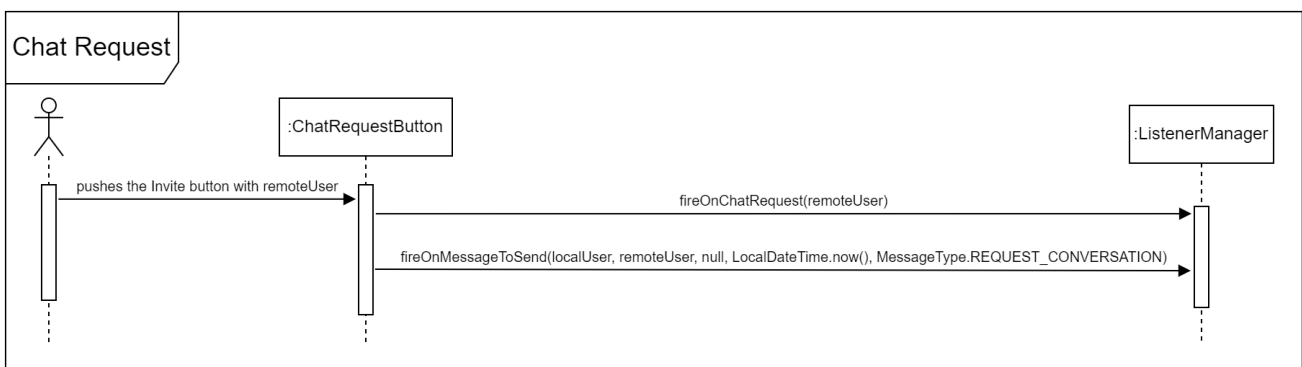 Chat Request
:ChatRequestButton
:ListenerManager
pushes the Invite button with remoteUser
fireOnChatRequest(remoteUser)
fireOnMessageToSend(localUser, remoteUser, null, LocalDateTime.now(), MessageType.REQUEST_CONVERSATION)